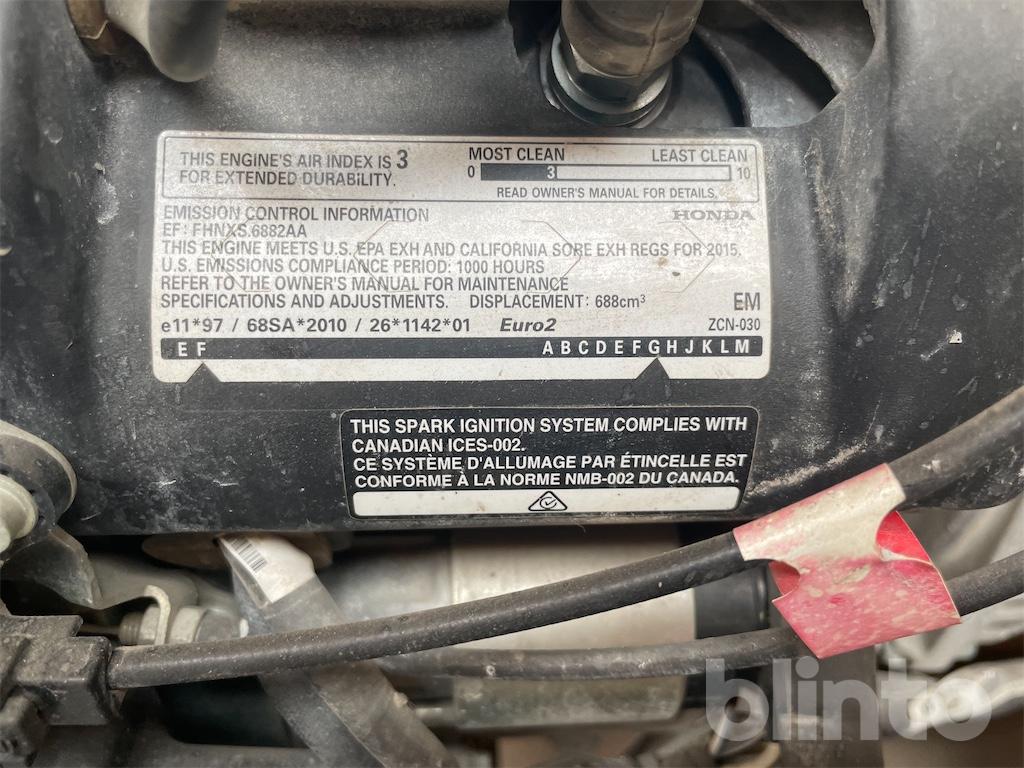 THIS ENGINE'S AIR INDEX IS 3
FOR EXTENDED DURABILITY.
MOST CLEAN LEAST CLEAN
0 3 10
READ OWNER'S MANUAL FOR DETAILS.
EMISSION CONTROL INFORMATION HONDA
EF: FHNXS.6882AA
THIS ENGINE MEETS U.S. EPA EXH AND CALIFORNIA SORE EXH REGS FOR 2015.
U.S. EMISSIONS COMPLIANCE PERIOD: 1000 HOURS
REFER TO THE OWNER'S MANUAL FOR MAINTENANCE
SPECIFICATIONS AND ADJUSTMENTS. DISPLACEMENT: 688cm³ EM
e11*97 / 68SA*2010 / 26*1142*01 Euro2 ZCN-030
E F A B C D E F G H J K L M
THIS SPARK IGNITION SYSTEM COMPLIES WITH
CANADIAN ICES-002.
CE SYSTÈME D'ALLUMAGE PAR ÉTINCELLE EST
CONFORME À LA NORME NMB-002 DU CANADA.
blinto